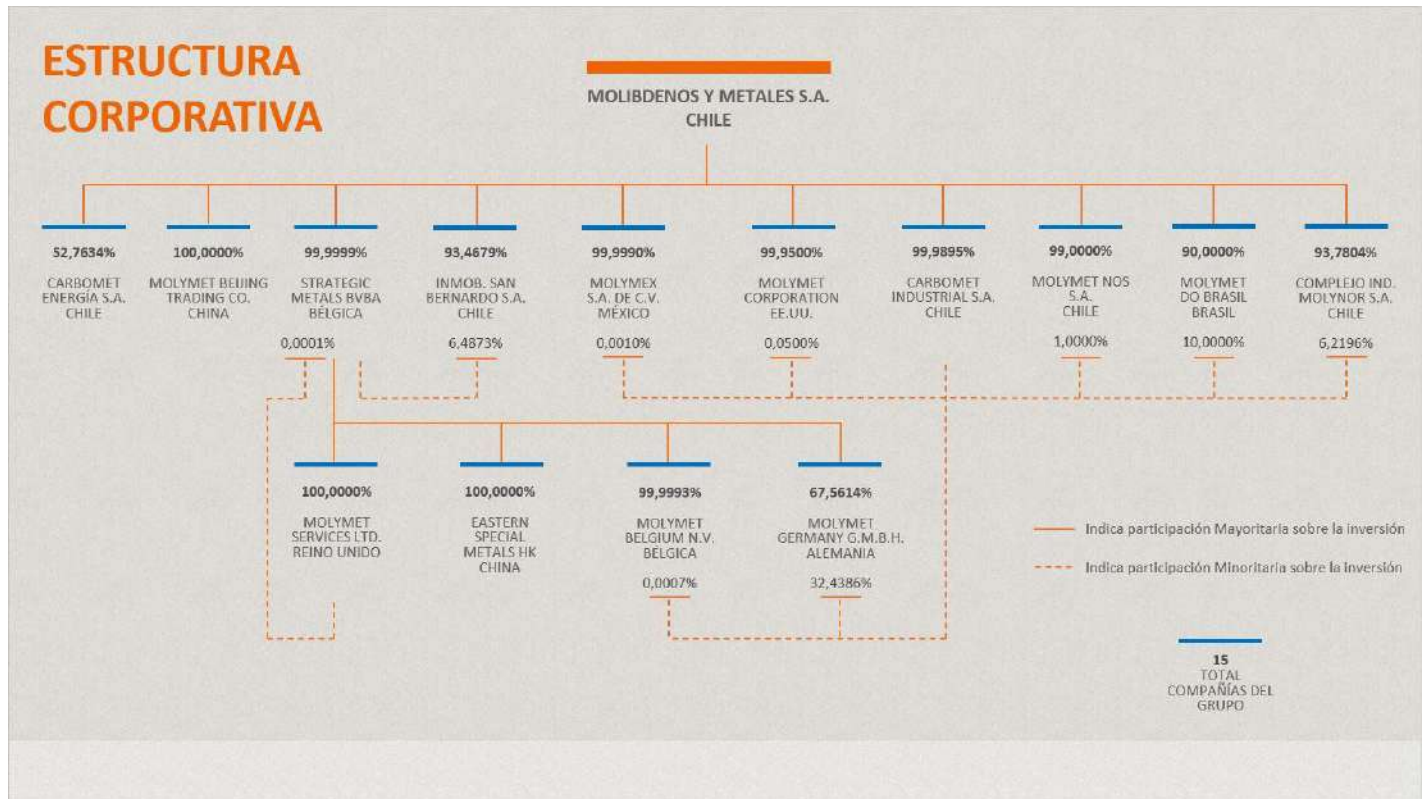 ESTRUCTURA
CORPORATIVA
MOLIBDENOS Y METALES S.A.
CHILE
52,7634%
CARBOMET
ENERGÍA S.A.
CHILE
100,0000%
MOLYMET BEIJING
TRADING CO.
CHINA
99,9999%
STRATEGIC
METALS BVBA
BÉLGICA
0,0001%
93,4679%
INMOB. SAN
BERNARDO S.A.
CHILE
6,4873%
99,9990%
MOLYMEX
S.A. DE C.V.
MÉXICO
0,0010%
99,9500%
MOLYMET
CORPORATION
EE.UU.
0,0500%
99,9895%
CARBOMET
INDUSTRIAL S.A.
CHILE
99,0000%
MOLYMET NOS
S.A.
CHILE
1,0000%
90,0000%
MOLYMET
DO BRASIL
BRASIL
10,0000%
93,7804%
COMPLEJO IND.
MOLYNOR S.A.
CHILE
6,2196%
100,0000%
MOLYMET
SERVICES LTD.
REINO UNIDO
100,0000%
EASTERN
SPECIAL
METALS HK
CHINA
99,9993%
MOLYMET
BELGIUM N.V.
BÉLGICA
0,0007%
67,5614%
MOLYMET
GERMANY G.M.B.H.
ALEMANIA
32,4386%
Indica participación Mayoritaria sobre la inversión
Indica participación Minoritaria sobre la inversión
15
TOTAL
COMPAÑÍAS DEL
GRUPO